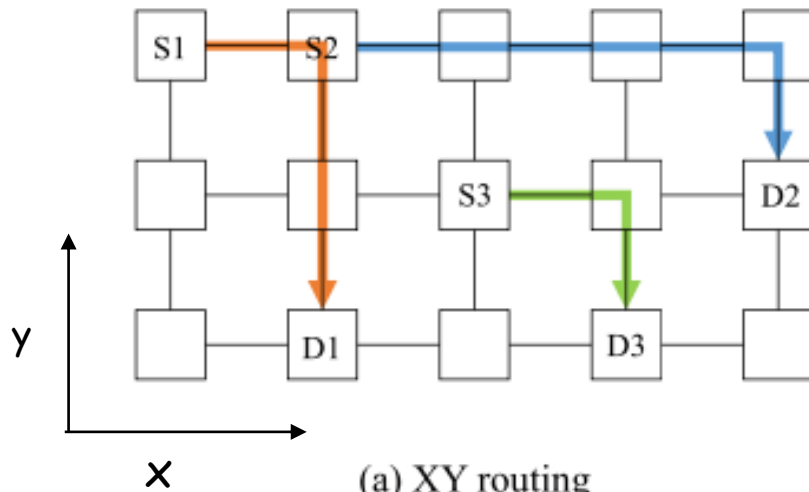 S1 S2
S3 D2
D1 D3
y
x
(a) XY routing